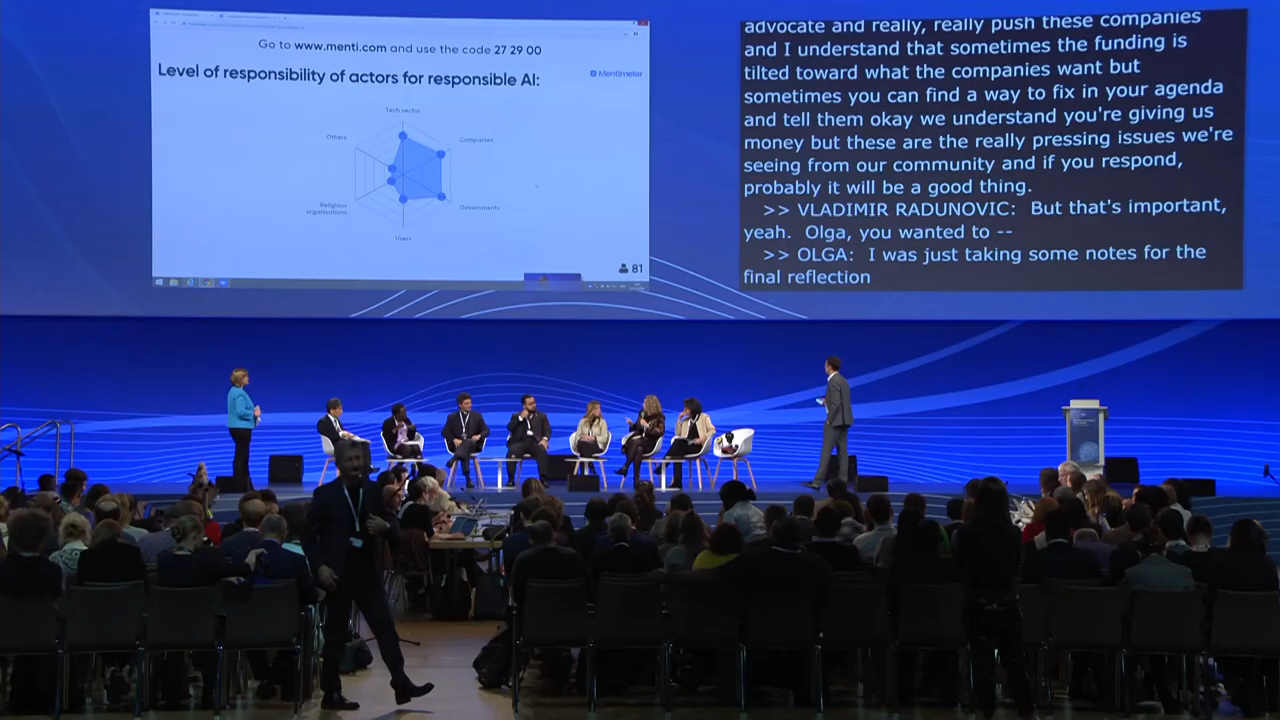 Go to www.menti.com and use the code 27 29 00
Level of responsibility of actors for responsible AI:
Mentimeter
Tech sector
Others
Companies
Religious
organisations
Governments
Users
81
advocate and really, really push these companies
and I understand that sometimes the funding is
tilted toward what the companies want but
sometimes you can find a way to fix in your agenda
and tell them okay we understand you're giving us
money but these are the really pressing issues we're
seeing from our community and if you respond,
probably it will be a good thing.
>> VLADIMIR RADUNOVIC: But that's important,
yeah. Olga, you wanted to --
>> OLGA: I was just taking some notes for the
final reflection